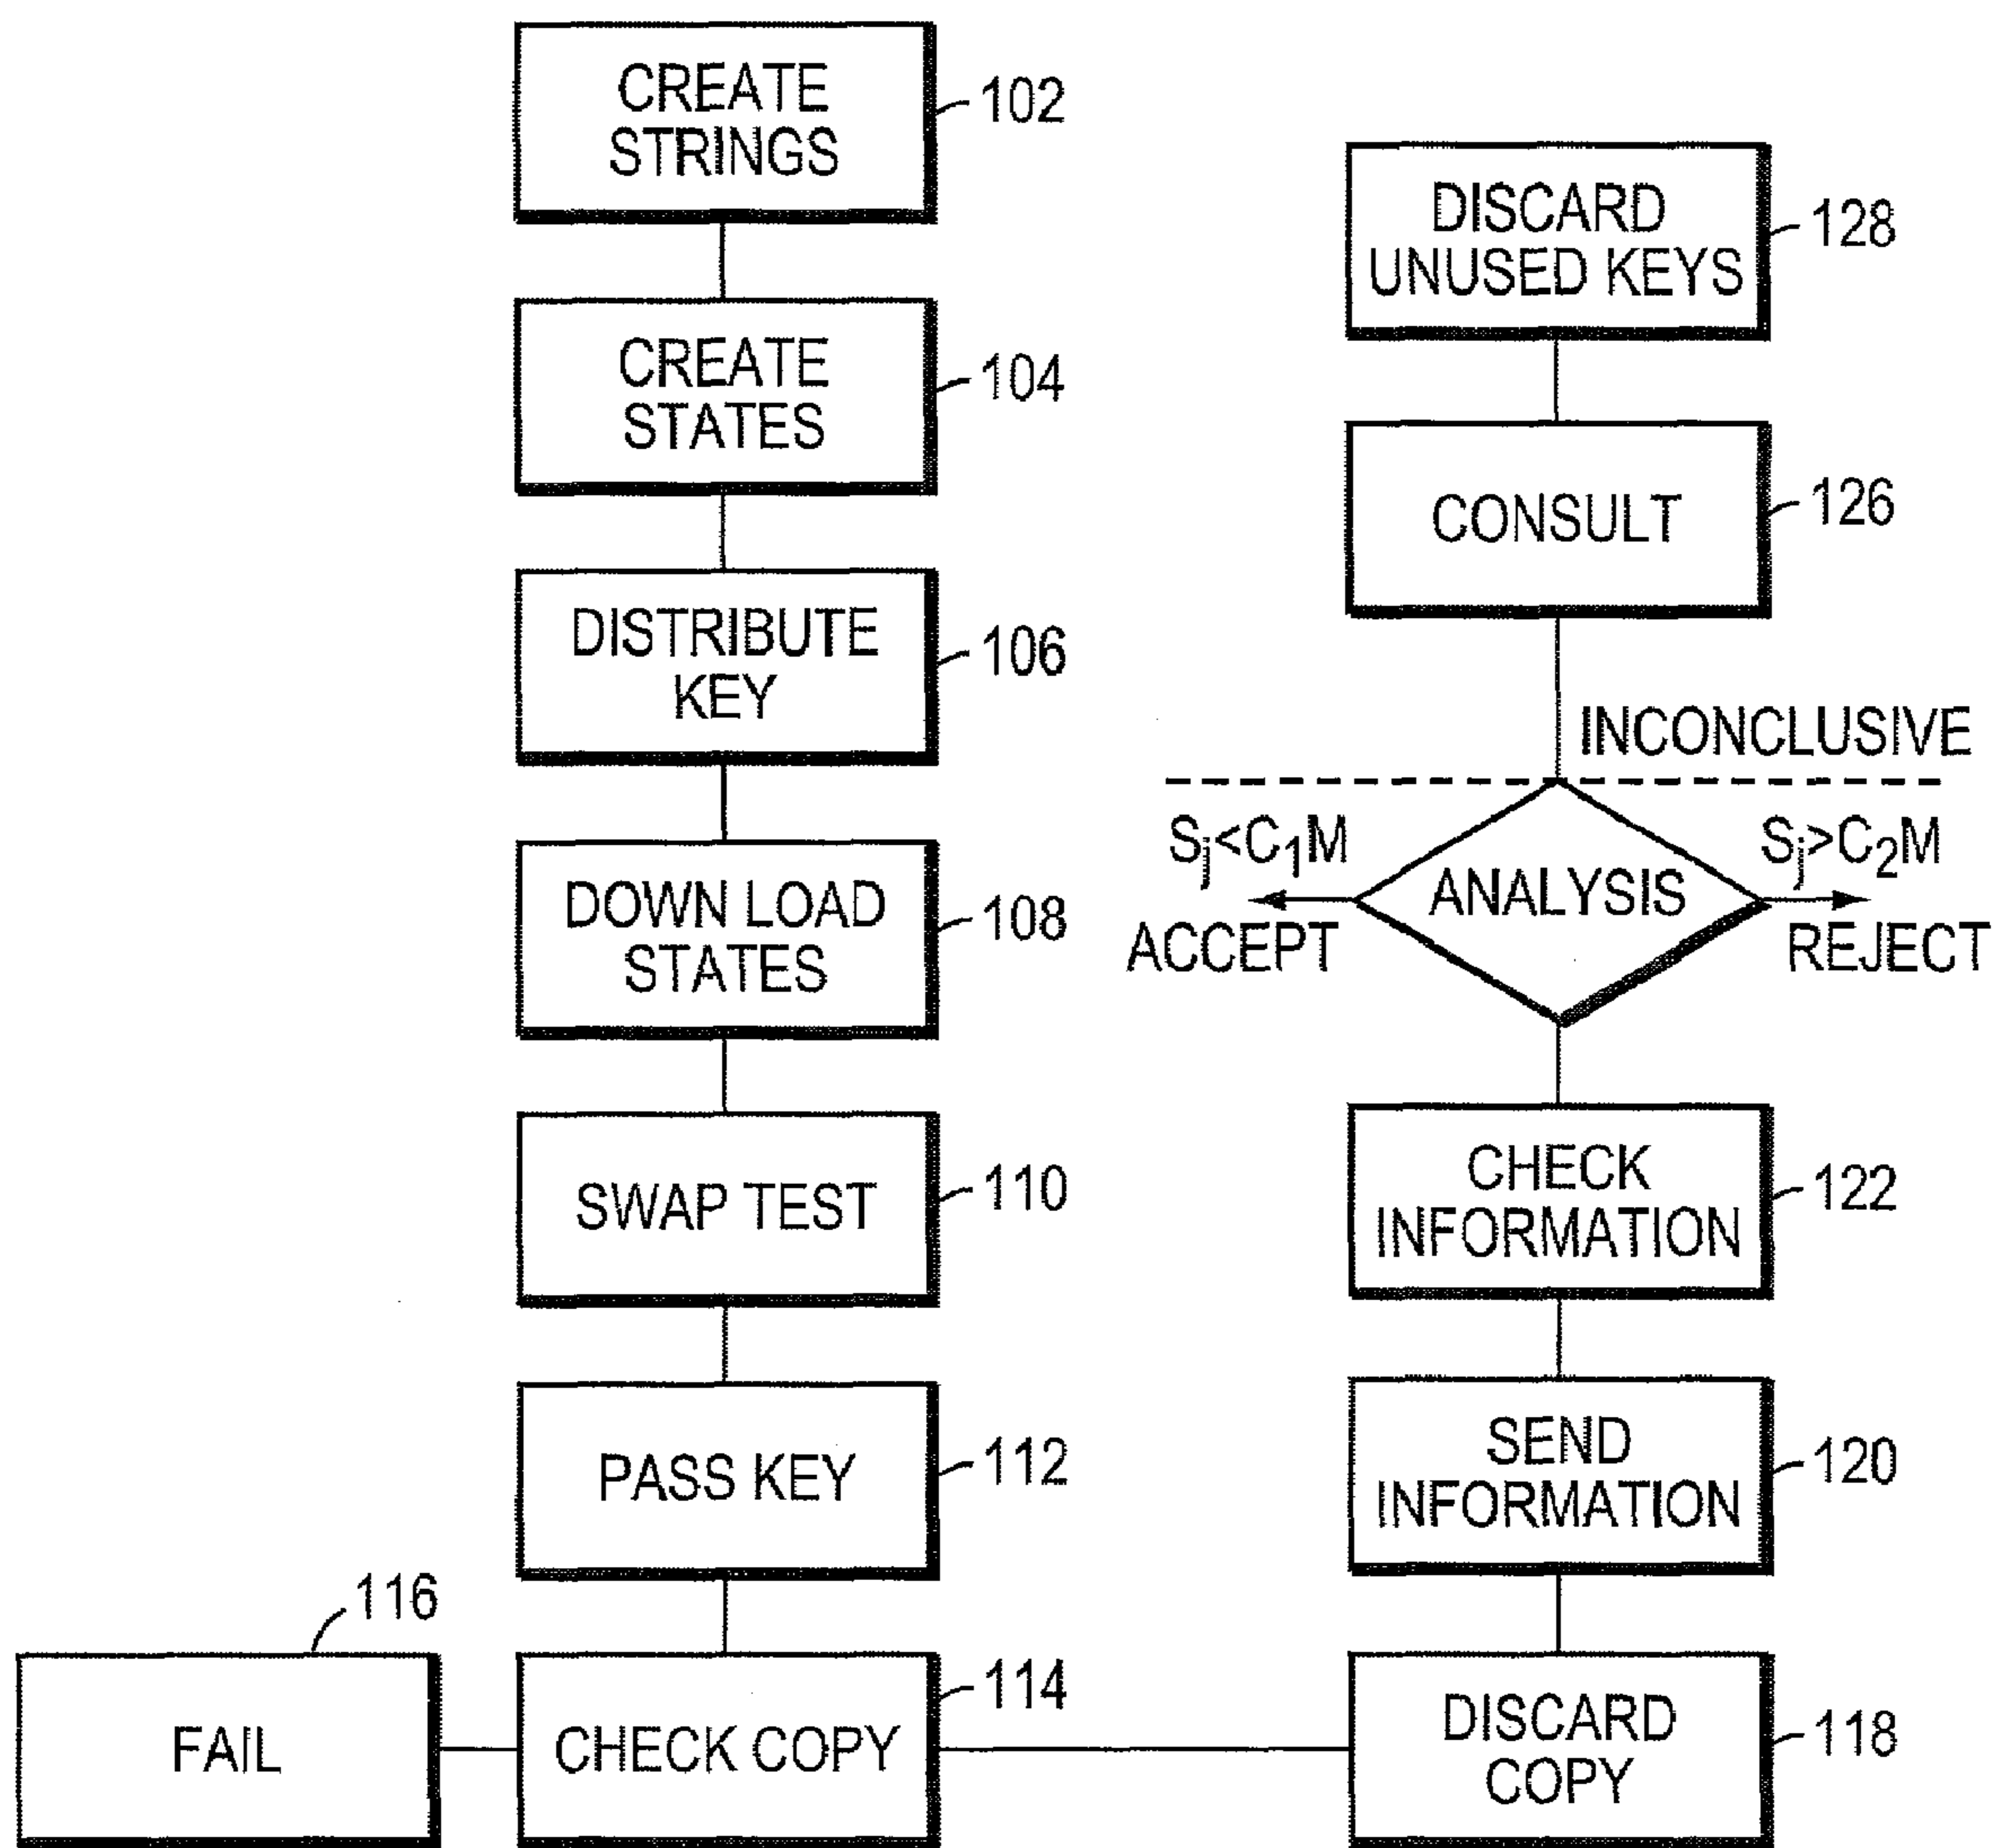 CREATE
STRINGS
102
CREATE
STATES
104
DISTRIBUTE
KEY
106
DOWN LOAD
STATES
108
SWAP TEST
110
PASS KEY
112
116
FAIL
CHECK COPY
114
DISCARD
UNUSED KEYS
128
CONSULT
126
INCONCLUSIVE
Sj<C1M
ANALYSIS
Sj>C2M
ACCEPT
REJECT
CHECK
INFORMATION
122
SEND
INFORMATION
120
DISCARD
COPY
118